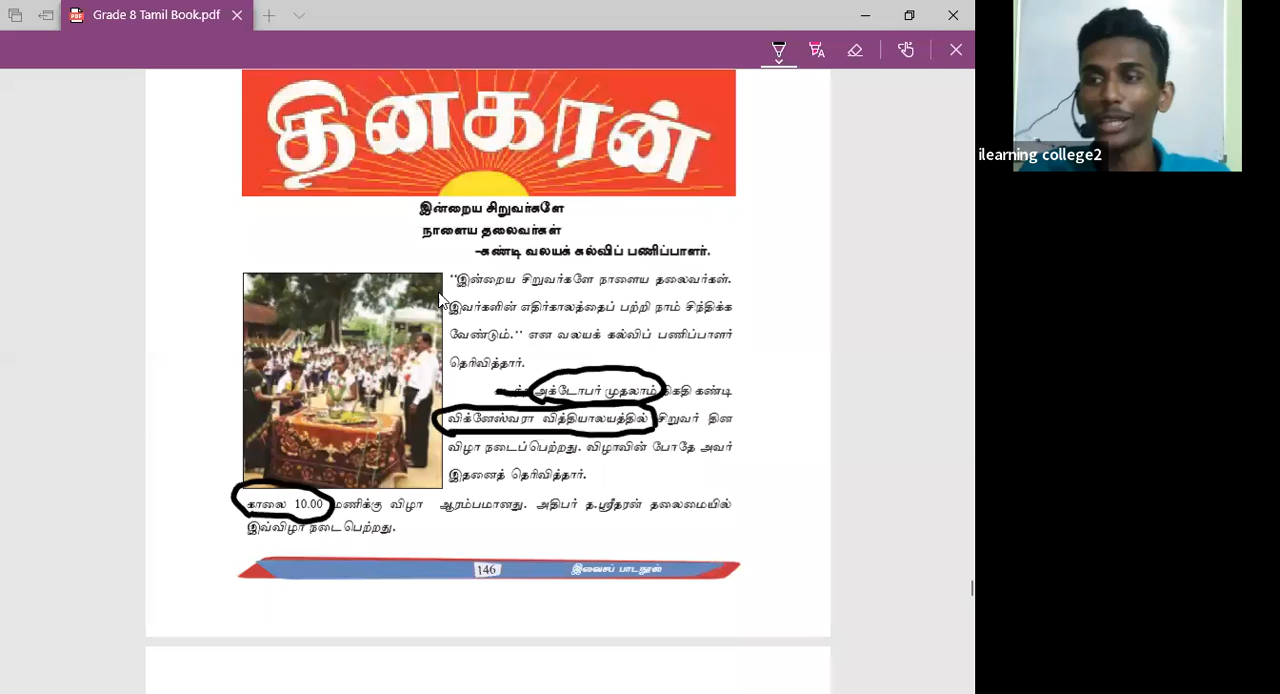 Grade 8 Tamil Book.pdf
ilearning college2
தினகரன்
இன்றைய சிறுவர்களே
நாளைய தலைவர்கள்
-கண்டி வலயக் கல்விப் பணிப்பாளர்.
"இன்றைய சிறுவர்களே நாளைய தலைவர்கள்.
இவர்களின் எதிர்காலத்தைப் பற்றி நாம் சிந்திக்க
வேண்டும்." என வலயக் கல்விப் பணிப்பாளர்
தெரிவித்தார்.
அக்டோபர் முதலாம் திகதி கண்டி
விக்னேஸ்வரா வித்தியாலயத்தில் சிறுவர் தின
விழா நடைப்பெற்றது. விழாவின் போதே அவர்
இதனைத் தெரிவித்தார்.
காலை 10.00 மணிக்கு விழா ஆரம்பமானது. அதிபர் த.ஸ்ரீதரன் தலைமையில்
இவ்விழா நடைபெற்றது.
146 இலவசப் பாடநூல்